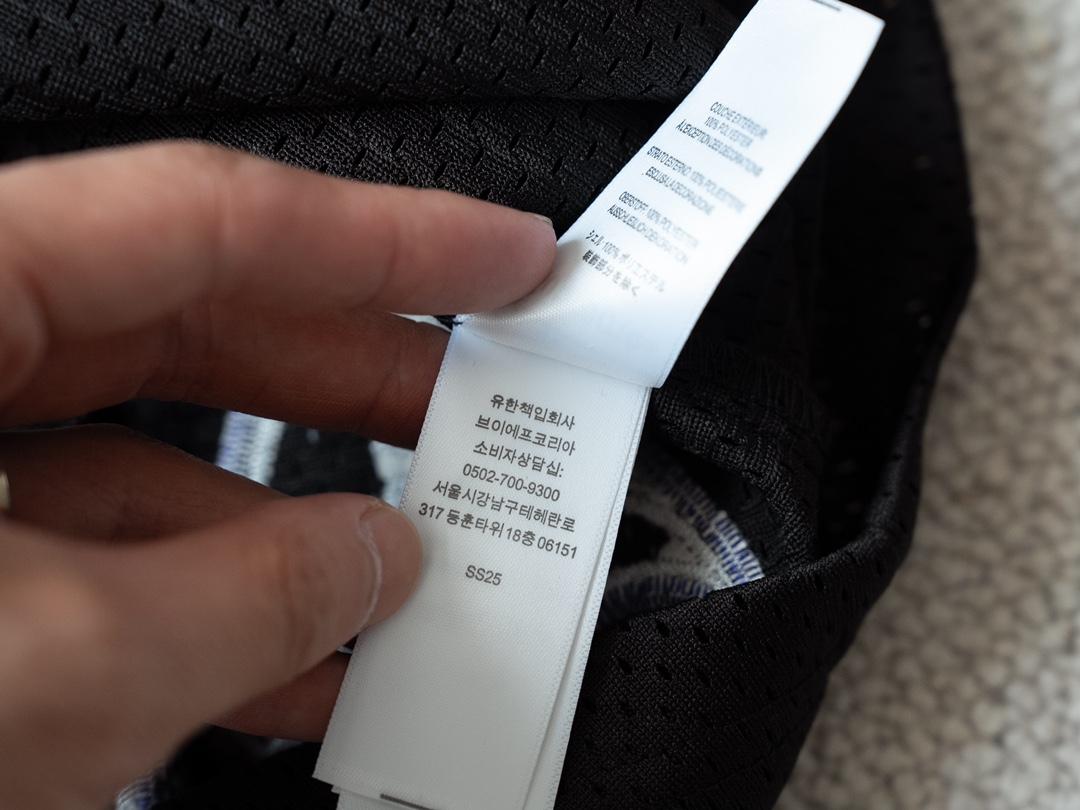 COUCHE EXTÉRIEUR:
100% POLYESTER
À L'EXCEPTION DES DÉCORATIONS
STRATO ESTERNO: 100% POLIESTERE
ESCLUSA LA DECORAZIONE
OBERSTOFF: 100% POLYESTER
AUSSCHLIEßLICH DEKORATION
シェル 100% ポリエステル
装飾部分を除く
유한책임회사
브이에프코리아
소비자상담실:
0502-700-9300
서울시강남구테헤란로
317 동훈타워 18층 06151
SS25